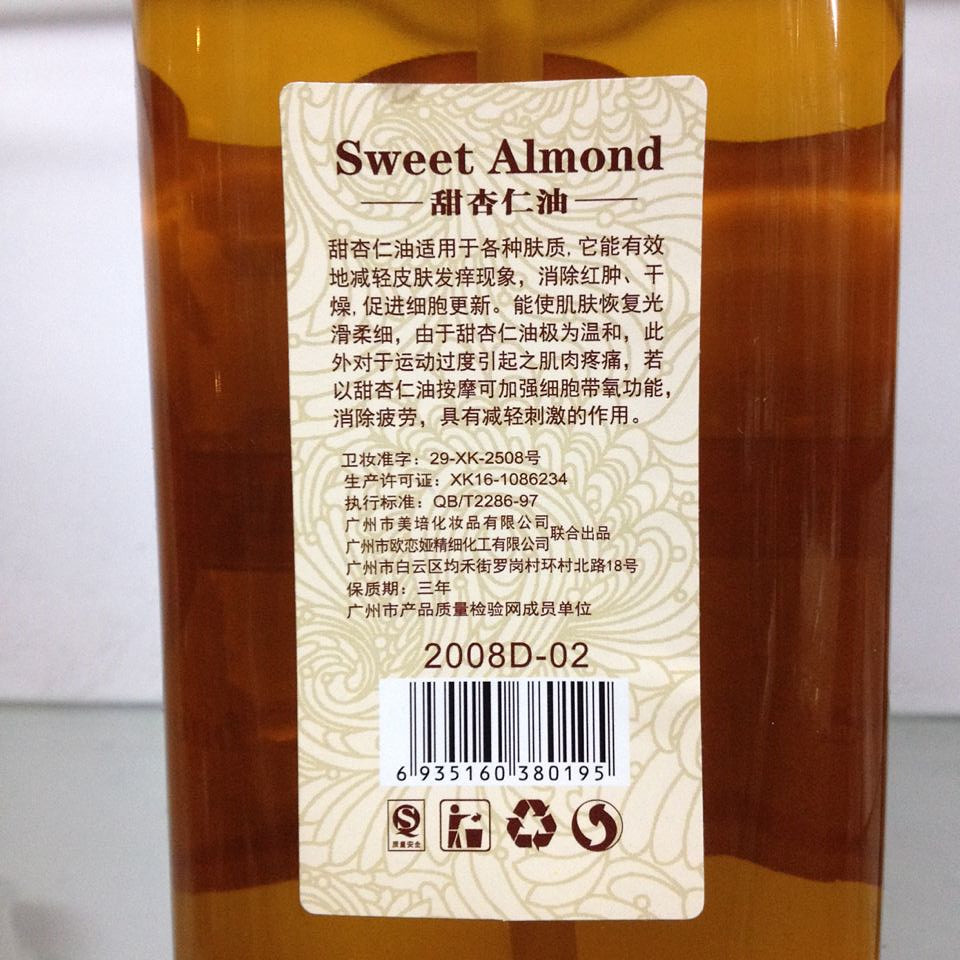 Sweet Almond
甜杏仁油
甜杏仁油适用于各种肤质,它能有效
地减轻皮肤发痒现象，消除红肿、干
燥,促进细胞更新。能使肌肤恢复光
滑柔细，由于甜杏仁油极为温和，此
外对于运动过度引起之肌肉疼痛，若
以甜杏仁油按摩可加强细胞带氧功能，
消除疲劳，具有减轻刺激的作用。
卫妆准字：29-XK-2508号
生产许可证：XK16-1086234
执行标准：QB/T2286-97
广州市美培化妆品有限公司
广州市欧恋娅精细化工有限公司
联合出品
广州市白云区均禾街罗岗村环村北路18号
保质期：三年
广州市产品质量检验网成员单位
2008D-02
6 935160 380195
质量安全